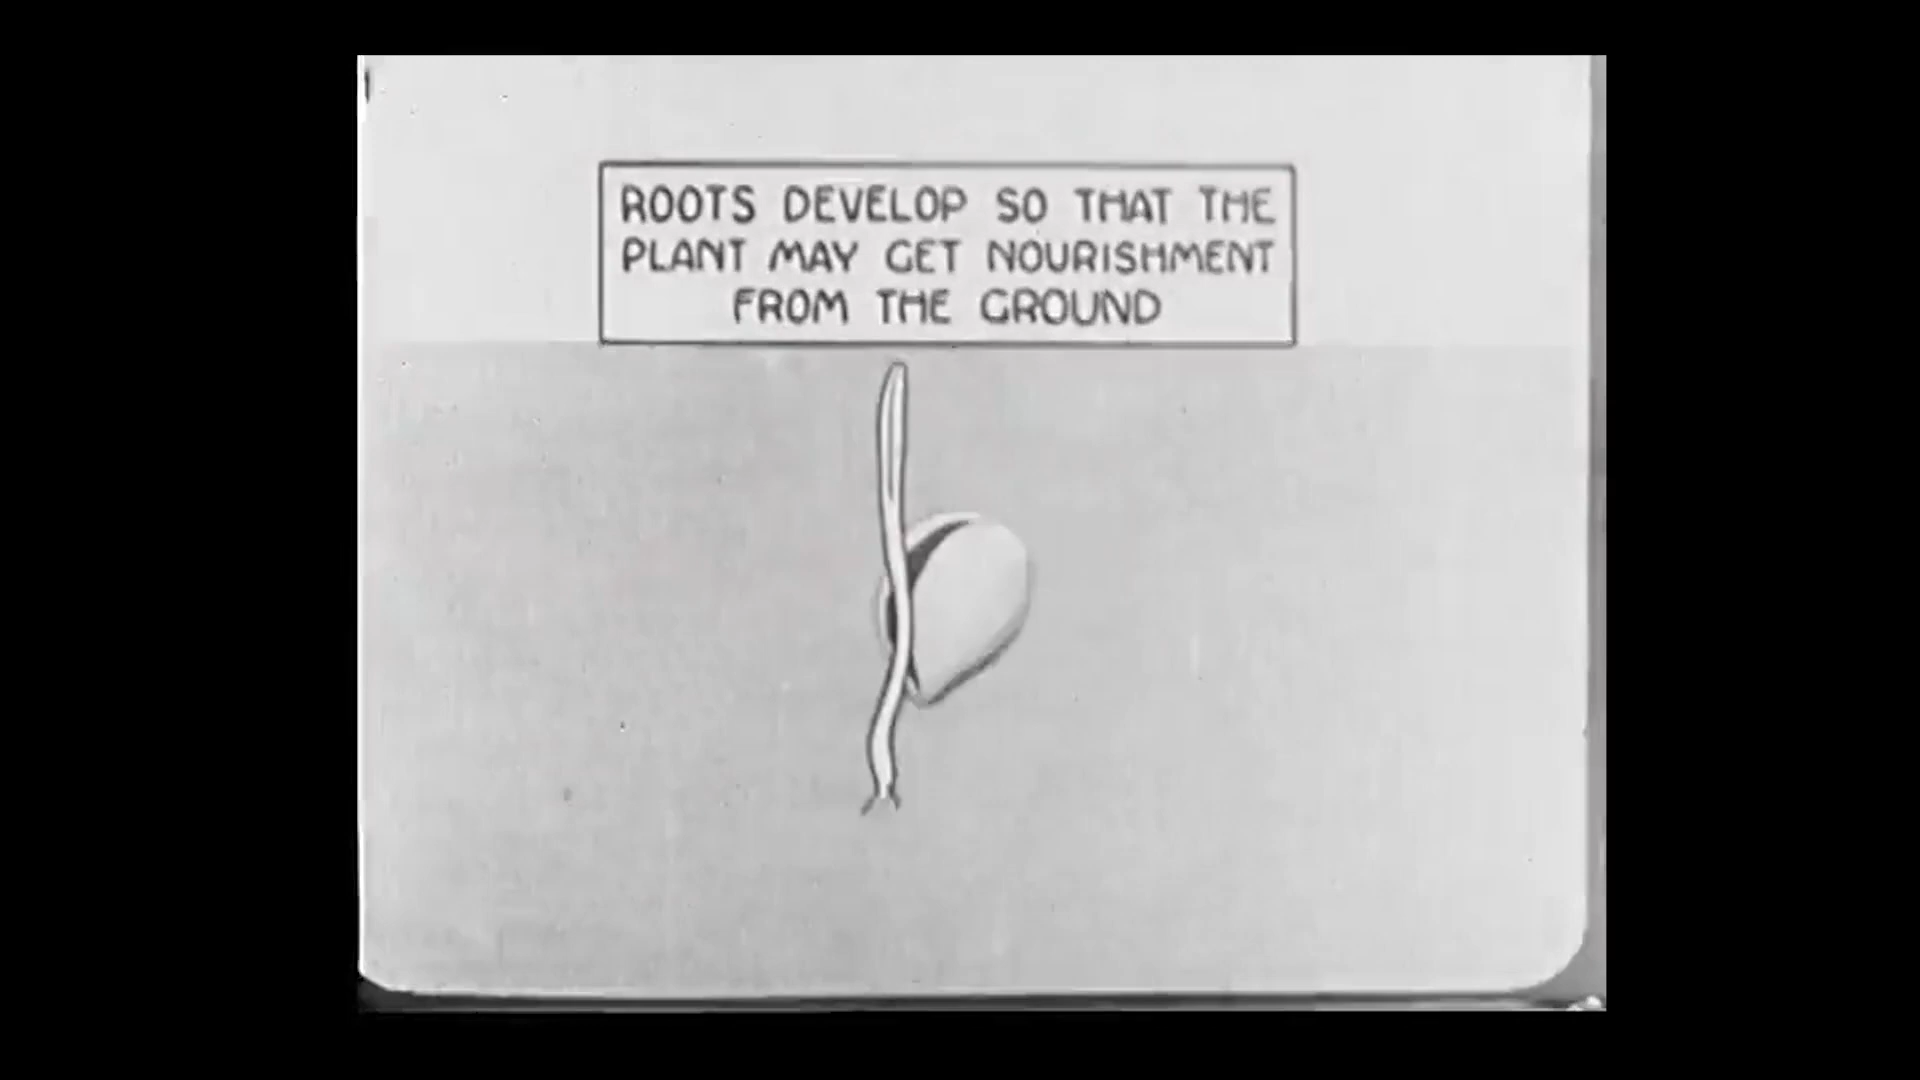 ROOTS DEVELOP SO THAT THE
PLANT MAY GET NOURISHMENT
FROM THE GROUND